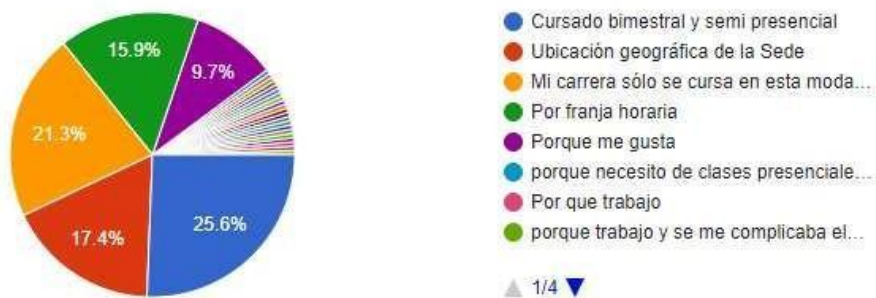 15.9%
9.7%
21.3%
17.4%
25.6%
Cursado bimestral y semi presencial
Ubicación geográfica de la Sede
Mi carrera sólo se cursa en esta moda...
Por franja horaria
Porque me gusta
porque necesito de clases presenciale...
Por que trabajo
porque trabajo y se me complicaba el...
1/4